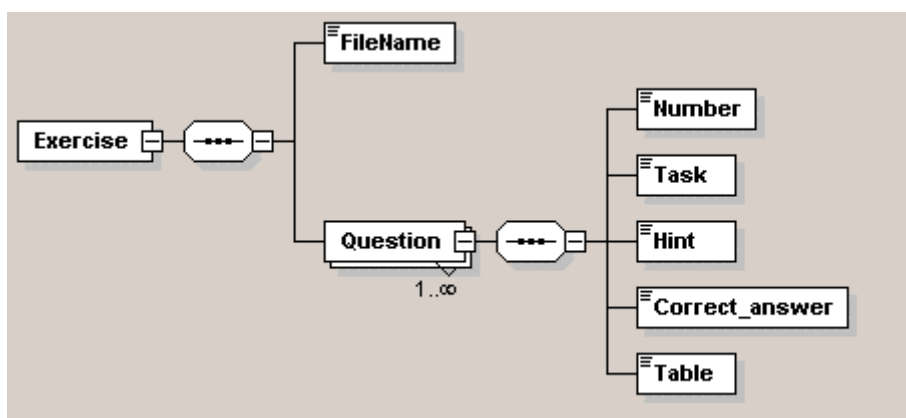 FileName
Number
Exercise
Task
Question
Hint
1..∞
Correct_answer
Table